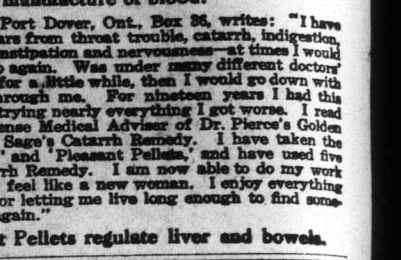 manufacture of blood?
Port Dover, Ont., Box 36, writes: "I have
ars from throat trouble, catarrh, indigestion,
nstipation and nervousness—at times I would
o again. Was under many different doctors'
for a little while, then I would go down with
hrough me. For nineteen years I had this
trying nearly everything I got worse. I read
ense Medical Adviser of Dr. Pierce's Golden
Sage's Catarrh Remedy. I have taken the
' and 'Pleasant Pellets,' and have used five
rh Remedy. I am now able to do my work
feel like a new woman. I enjoy everything
or letting me live long enough to find some-
gain."
t Pellets regulate liver and bowels.